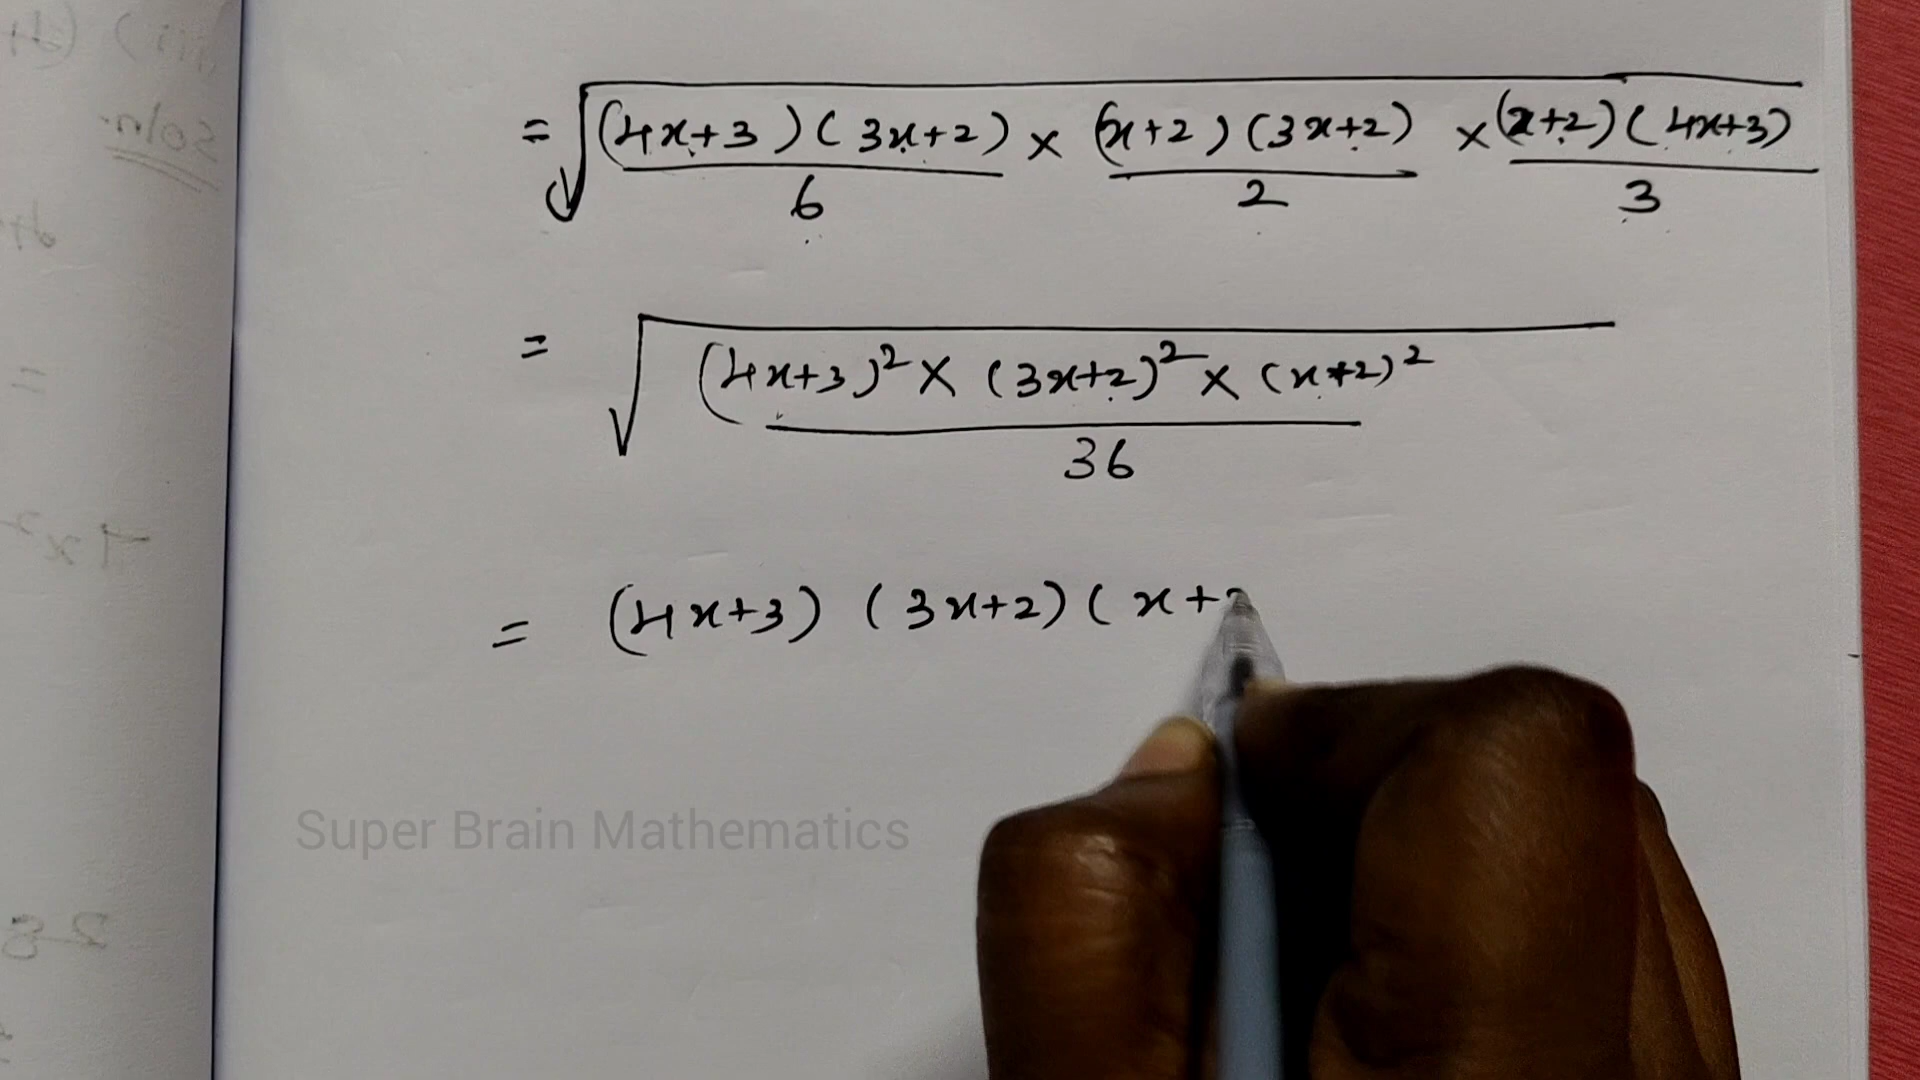 = √(4x+3)(3x+2)/6 × (x+2)(3x+2)/2 × (x+2)(4x+3)/3
= √(4x+3)² × (3x+2)² × (x+2)²/36
= (4x+3) (3x+2) (x+2
Super Brain Mathematics